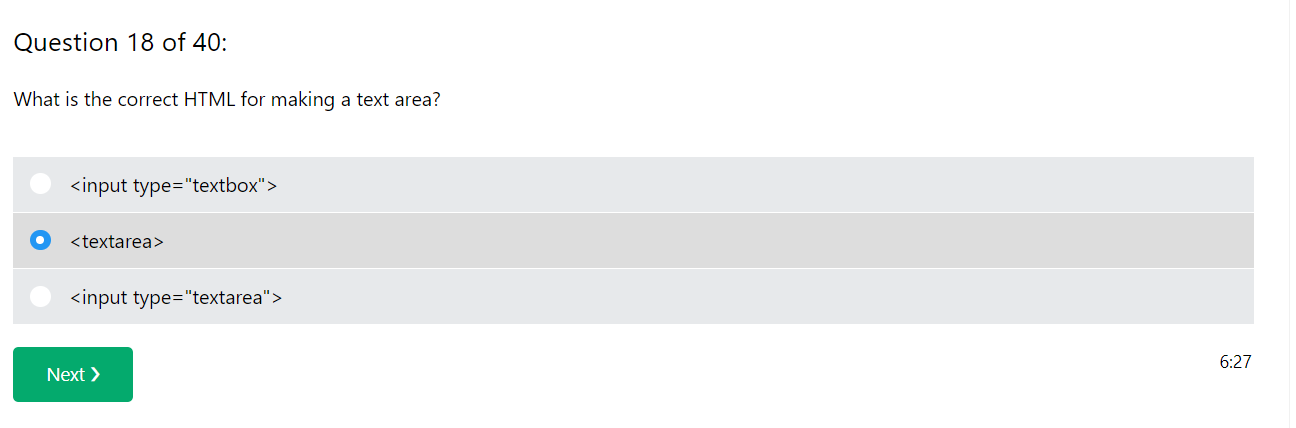 Question 18 of 40:
What is the correct HTML for making a text area?
<input type="textbox">
<textarea>
<input type="textarea">
Next ❯
6:27